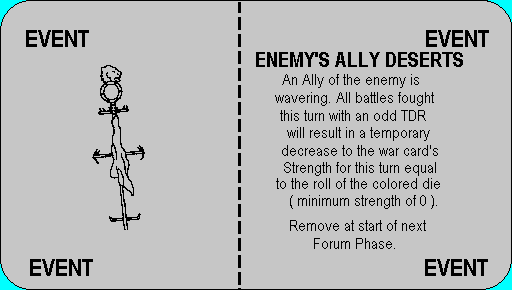 EVENT
EVENT
EVENT
ENEMY'S ALLY DESERTS
An Ally of the enemy is
wavering. All battles fought
this turn with an odd TDR
will result in a temporary
decrease to the war card's
Strength for this turn equal
to the roll of the colored die
( minimum strength of 0 ).
Remove at start of next
Forum Phase.
EVENT